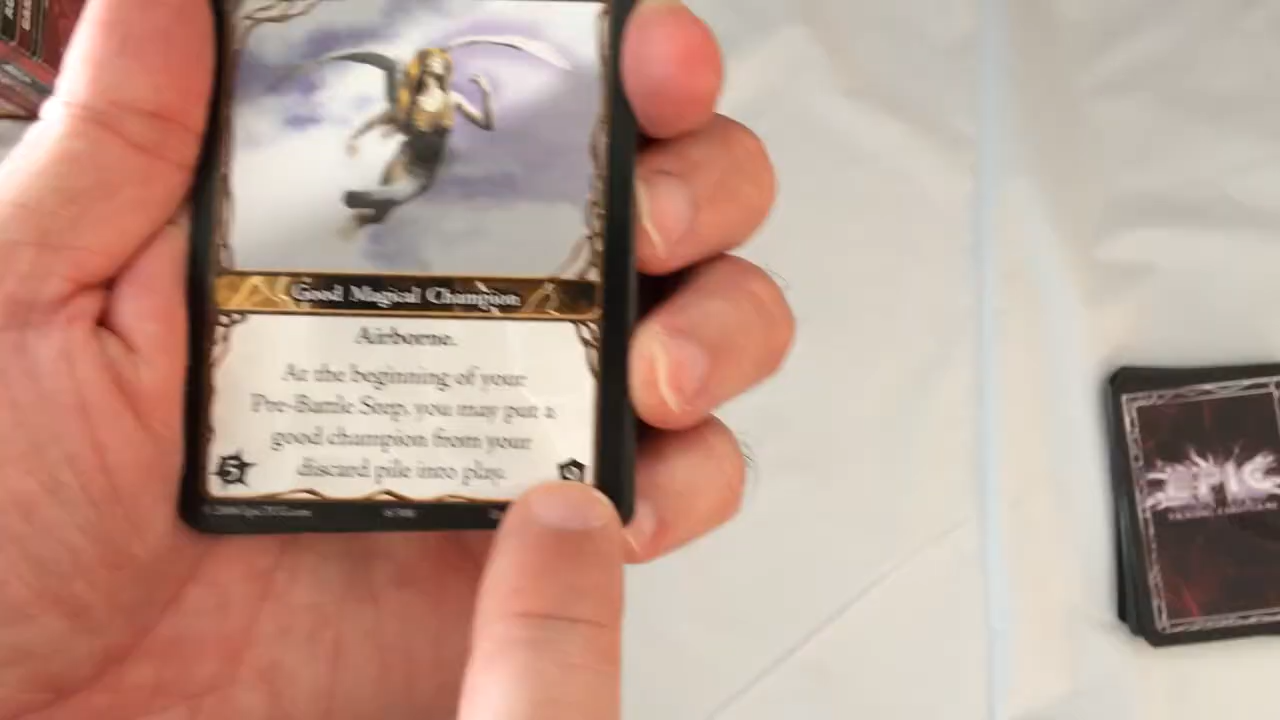 Good Magical Champion
Airborne.
At the beginning of your
Pre-Battle Step, you may put a
good champion from your
discard pile into play.
5
EPIC